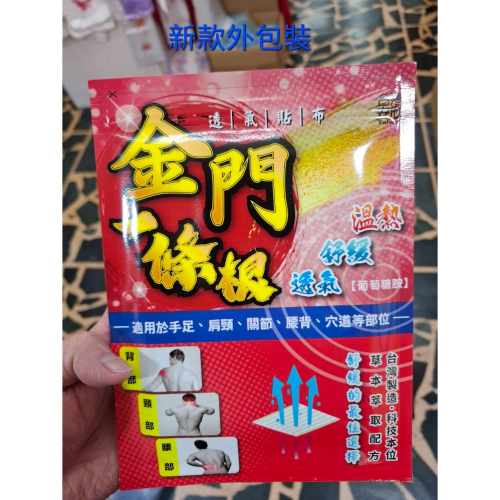 新款外包裝
透氣貼布
金門
一條根
溫熱
舒緩
透氣【葡萄糖胺】
適用於手足、肩頸、關節、腰背、穴道等部位
背部
頸部
腰部
台灣製造・科技本位
草本萃取配方
舒緩的最佳選擇